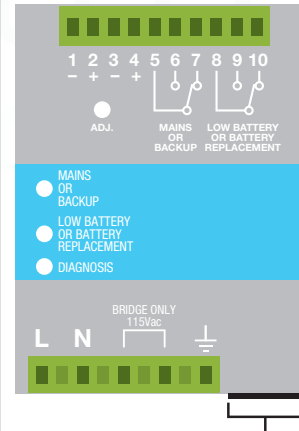 1 2 3 4 5 6 7 8 9 10
− + − +
ADJ.
MAINS
OR
BACKUP
LOW BATTERY
OR BATTERY
REPLACEMENT
MAINS
OR
BACKUP
LOW BATTERY
OR BATTERY
REPLACEMENT
DIAGNOSIS
BRIDGE ONLY
115Vac
L N